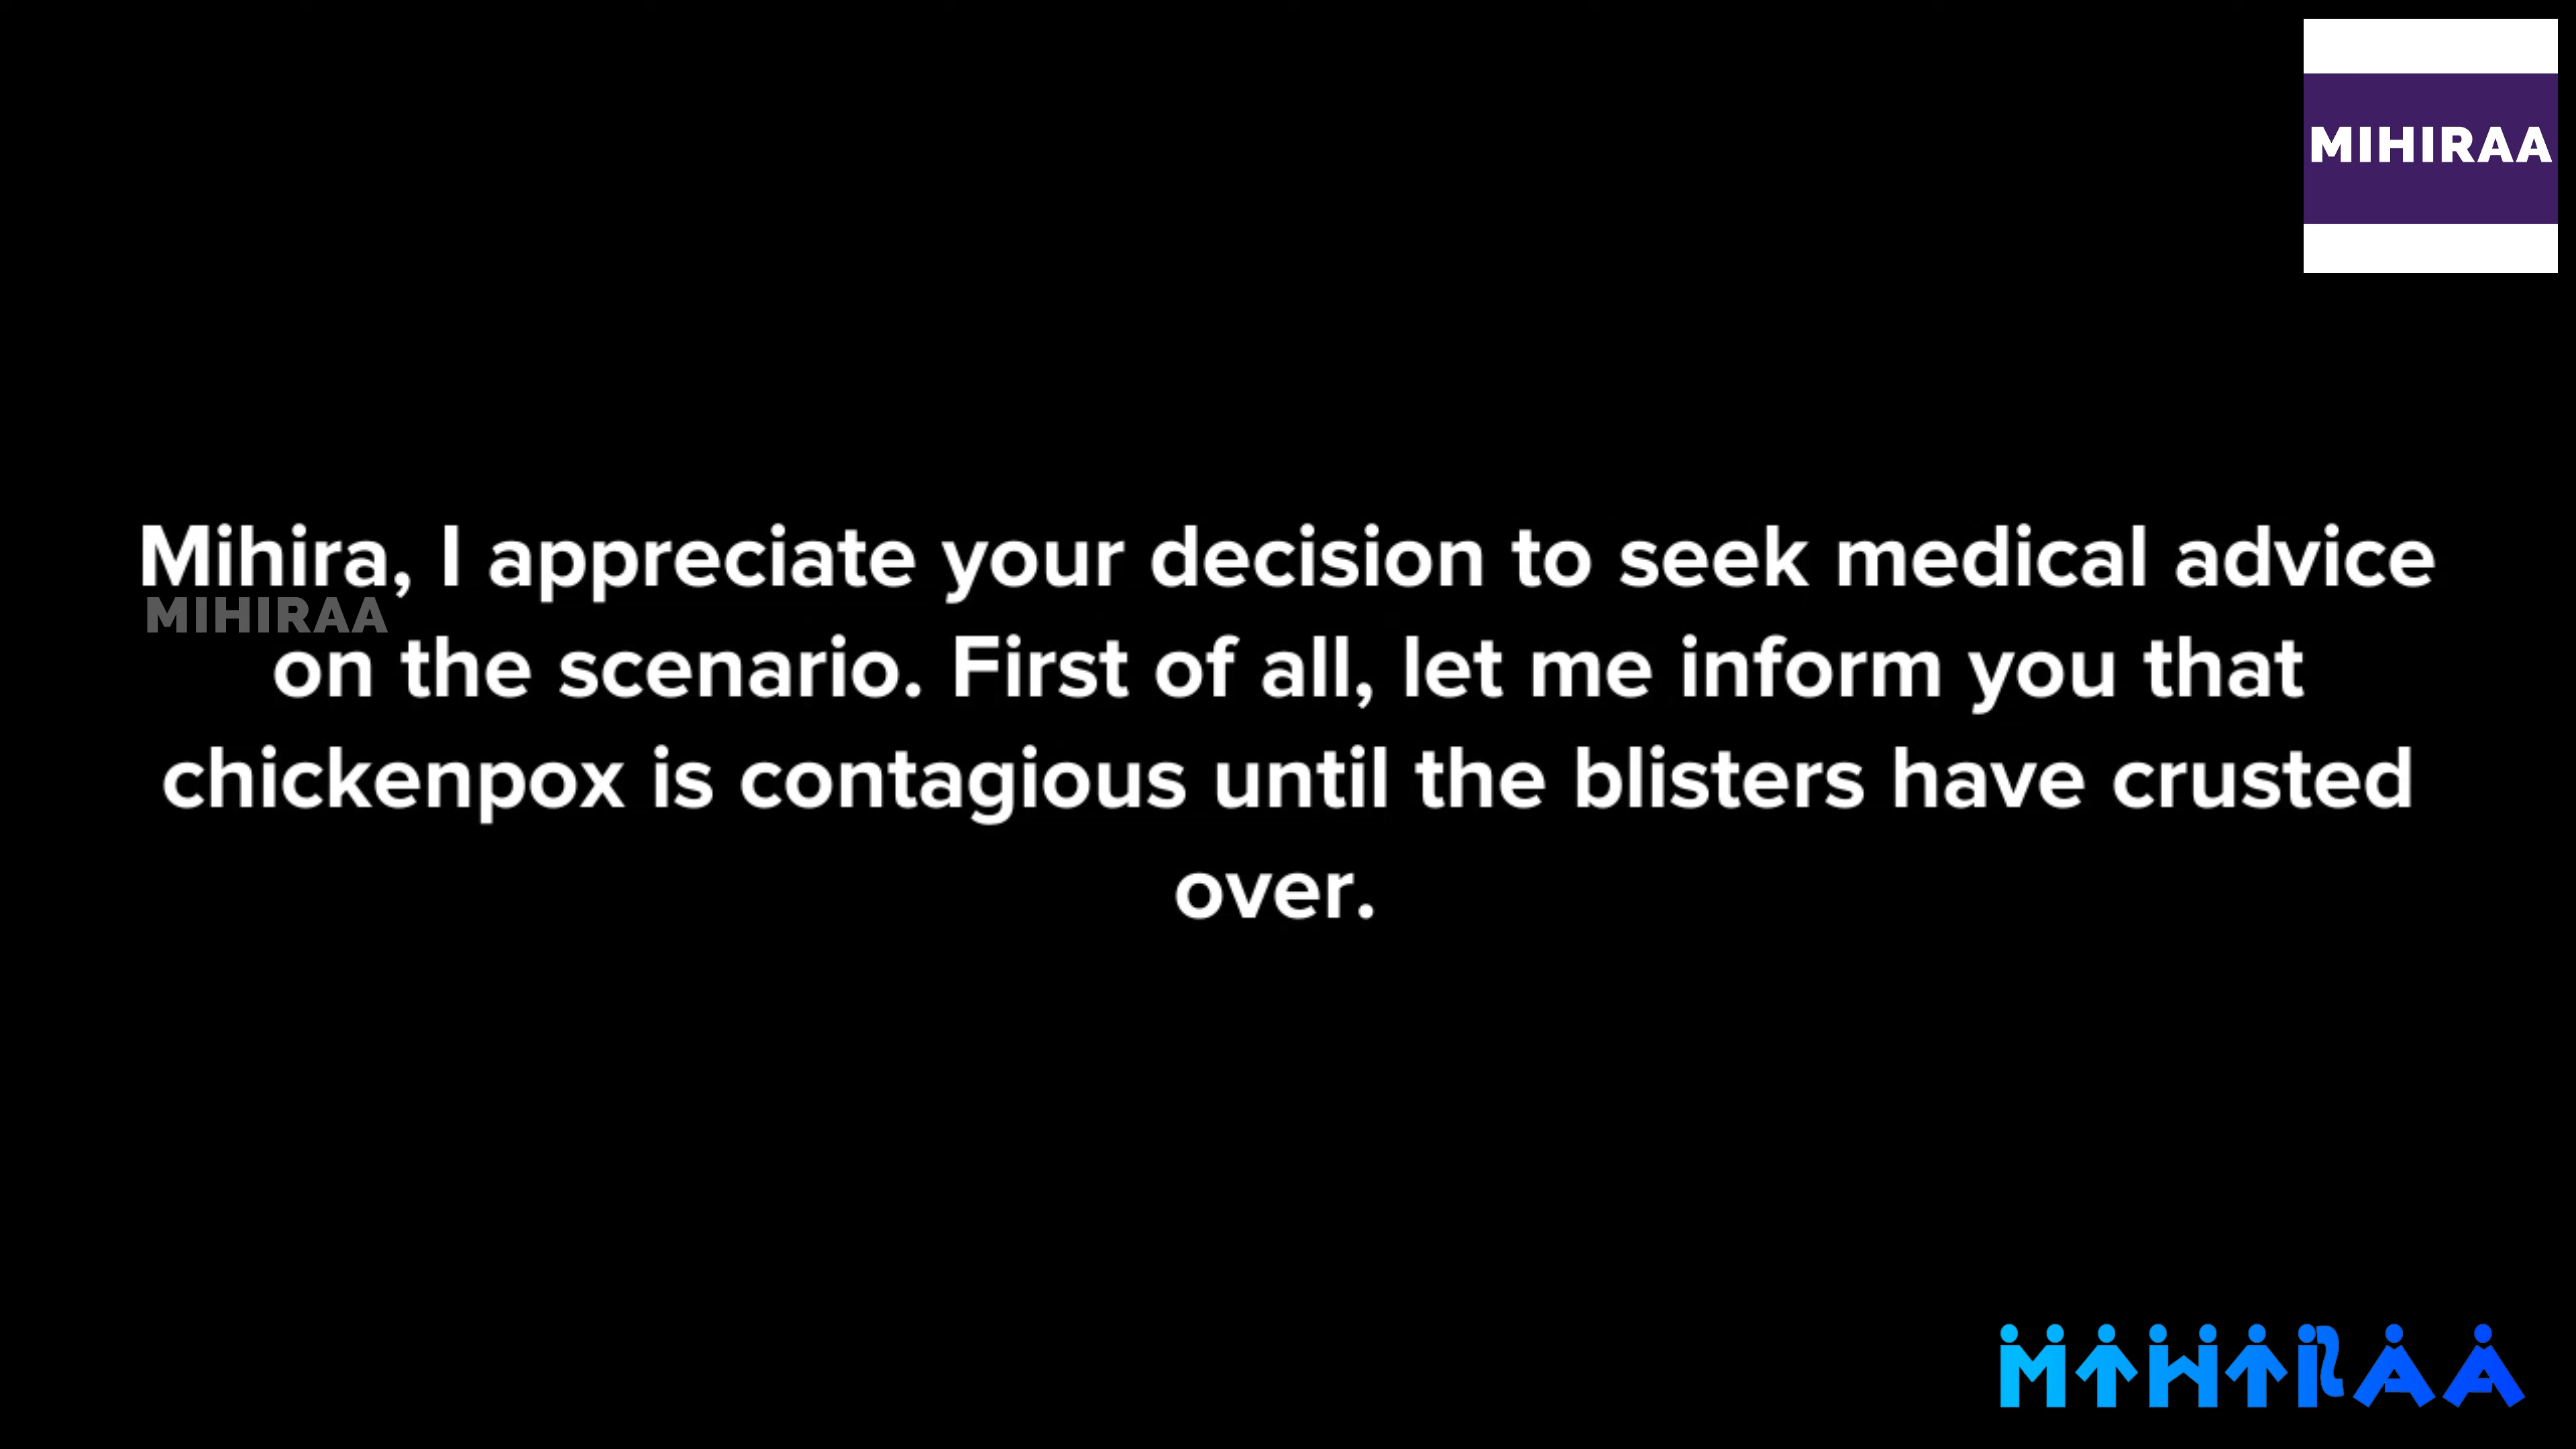 MIHIRAA
Mihira, I appreciate your decision to seek medical advice
MIHIRAA
on the scenario. First of all, let me inform you that
chickenpox is contagious until the blisters have crusted
over.
MIHIRAA